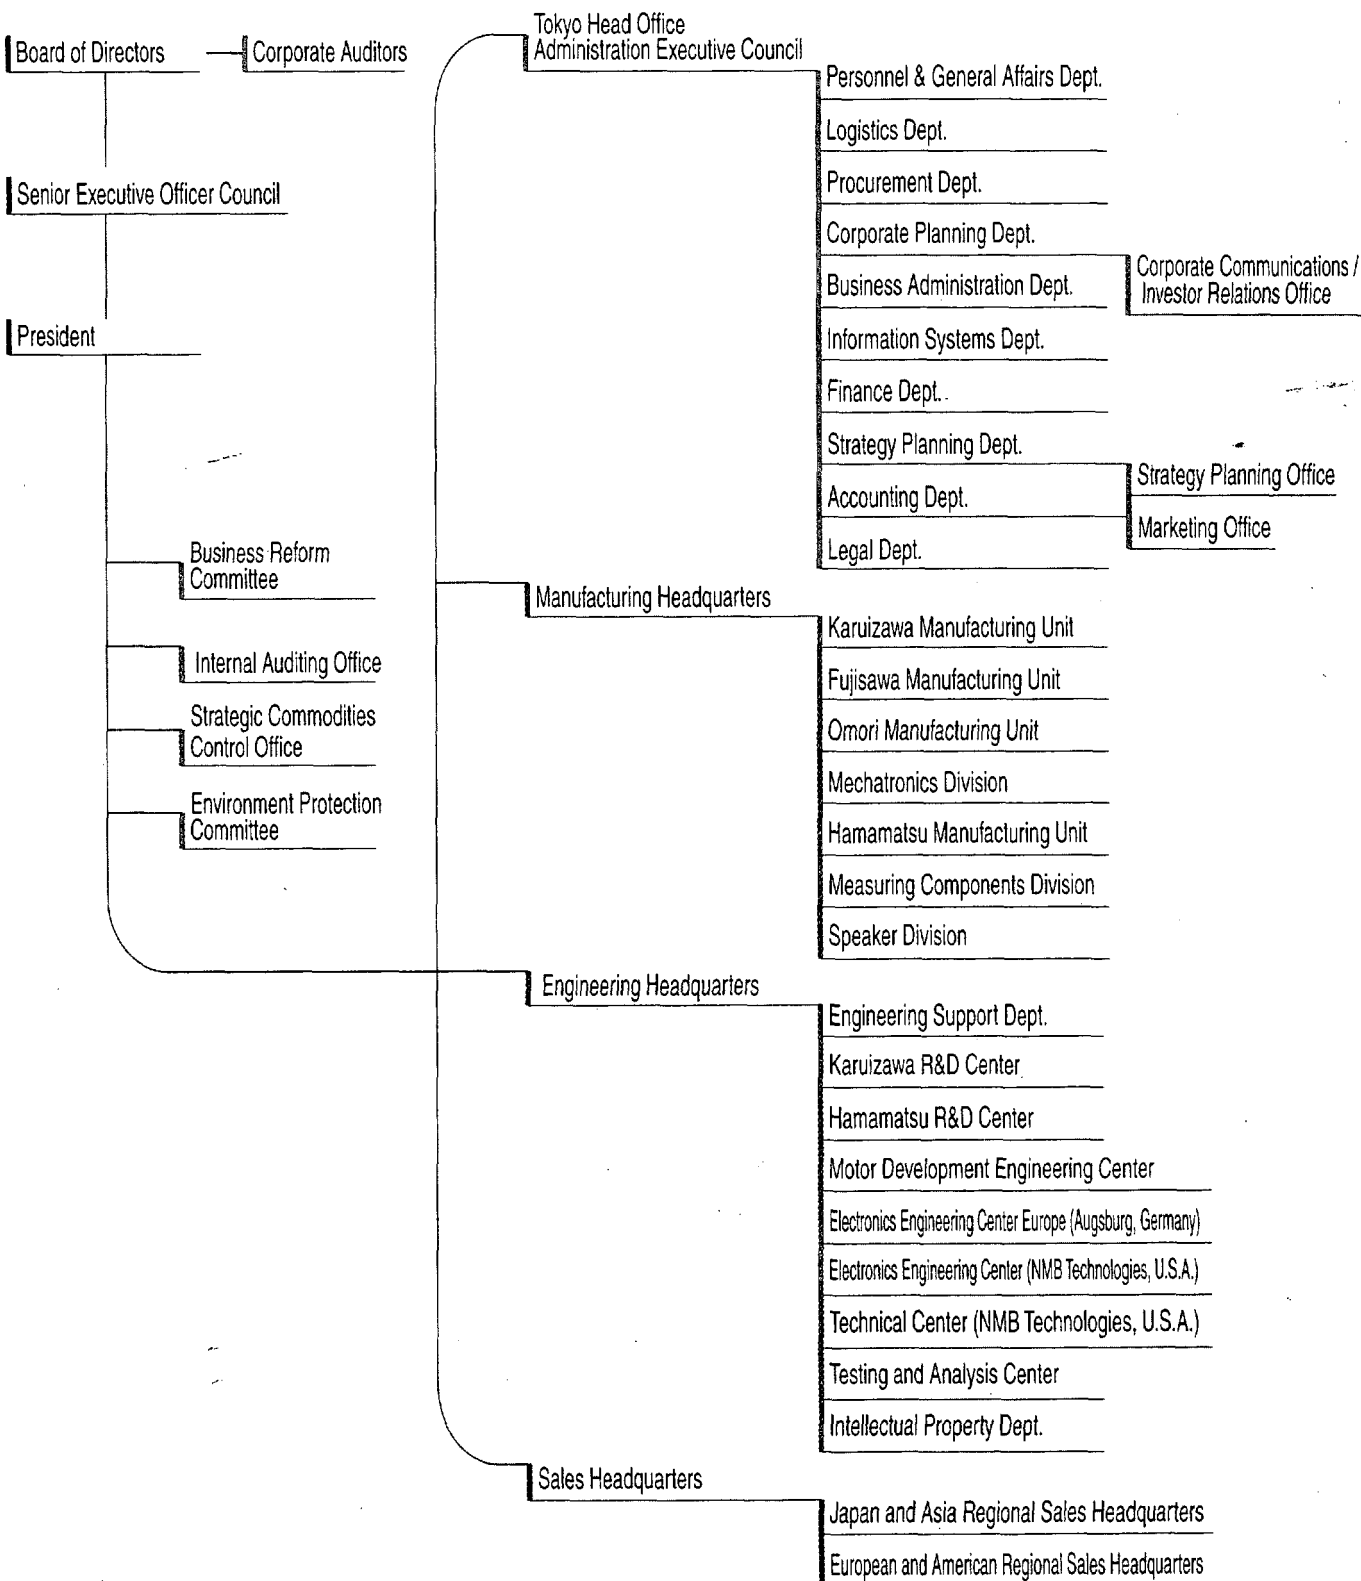 Board of Directors
Corporate Auditors
Senior Executive Officer Council
President
Business Reform
Committee
Internal Auditing Office
Strategic Commodities
Control Office
Environment Protection
Committee
Tokyo Head Office
Administration Executive Council
Personnel & General Affairs Dept.
Logistics Dept.
Procurement Dept.
Corporate Planning Dept.
Corporate Communications /
Investor Relations Office
Business Administration Dept.
Information Systems Dept.
Finance Dept.
Strategy Planning Dept.
Strategy Planning Office
Accounting Dept.
Marketing Office
Legal Dept.
Manufacturing Headquarters
Karuizawa Manufacturing Unit
Fujisawa Manufacturing Unit
Omori Manufacturing Unit
Mechatronics Division
Hamamatsu Manufacturing Unit
Measuring Components Division
Speaker Division
Engineering Headquarters
Engineering Support Dept.
Karuizawa R&D Center
Hamamatsu R&D Center
Motor Development Engineering Center
Electronics Engineering Center Europe (Augsburg, Germany)
Electronics Engineering Center (NMB Technologies, U.S.A.)
Technical Center (NMB Technologies, U.S.A.)
Testing and Analysis Center
Intellectual Property Dept.
Sales Headquarters
Japan and Asia Regional Sales Headquarters
European and American Regional Sales Headquarters